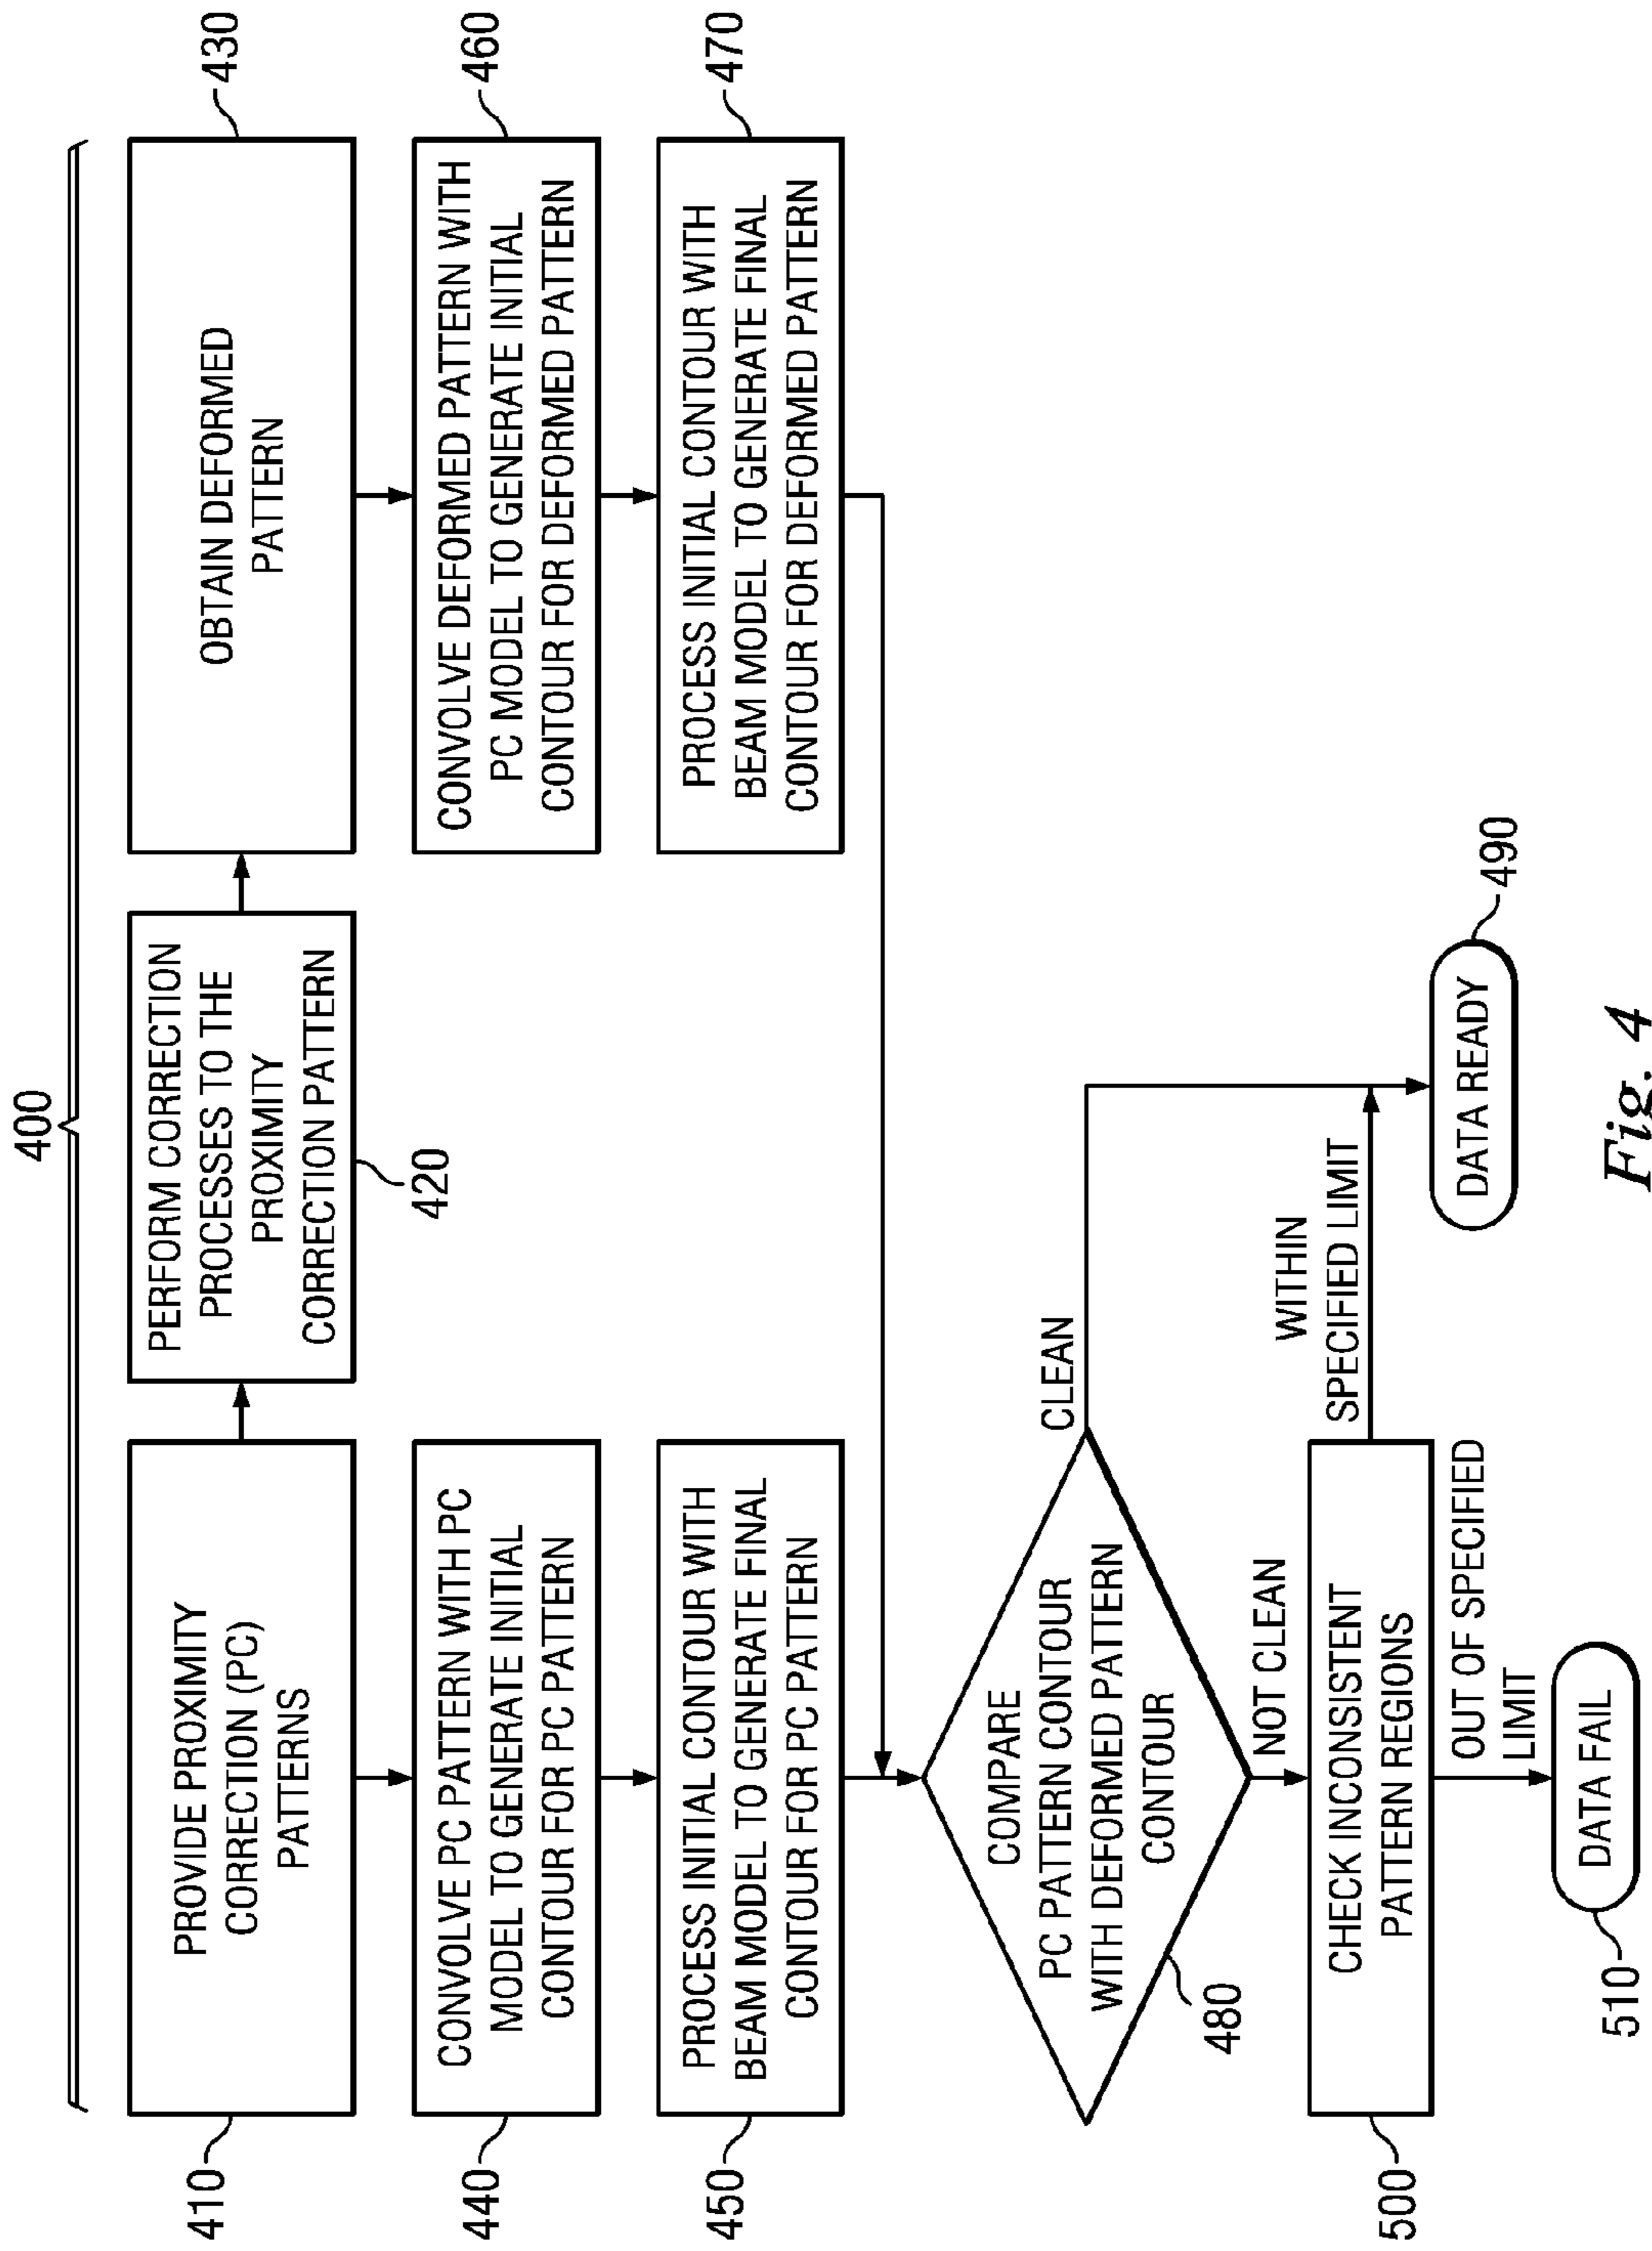 400
410
PROVIDE PROXIMITY
CORRECTION (PC)
PATTERNS
PERFORM CORRECTION
PROCESSES TO THE
PROXIMITY
CORRECTION PATTERN
420
OBTAIN DEFORMED
PATTERN
430
440
CONVOLVE PC PATTERN WITH PC
MODEL TO GENERATE INITIAL
CONTOUR FOR PC PATTERN
CONVOLVE DEFORMED PATTERN WITH
PC MODEL TO GENERATE INITIAL
CONTOUR FOR DEFORMED PATTERN
460
450
PROCESS INITIAL CONTOUR WITH
BEAM MODEL TO GENERATE FINAL
CONTOUR FOR PC PATTERN
PROCESS INITIAL CONTOUR WITH
BEAM MODEL TO GENERATE FINAL
CONTOUR FOR DEFORMED PATTERN
470
COMPARE
PC PATTERN CONTOUR
WITH DEFORMED PATTERN
CONTOUR
480
CLEAN
NOT CLEAN
500
CHECK INCONSISTENT
PATTERN REGIONS
WITHIN
SPECIFIED LIMIT
OUT OF SPECIFIED
LIMIT
DATA READY
490
510
DATA FAIL
Fig. 4